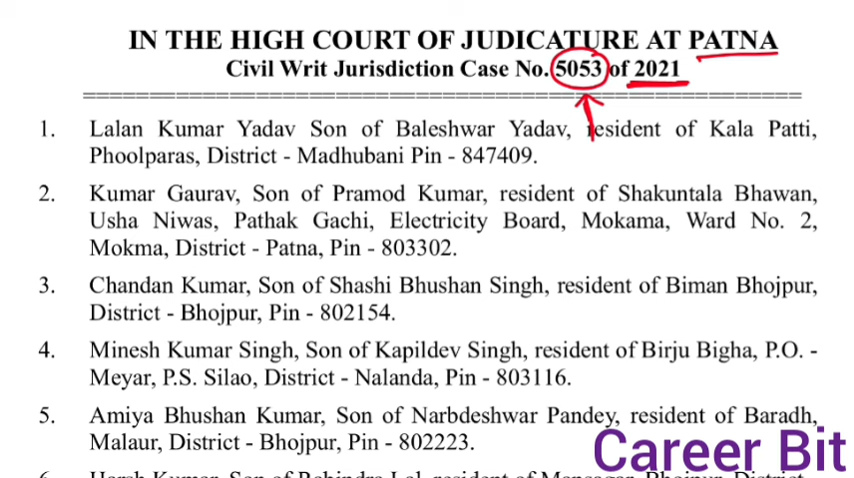 IN THE HIGH COURT OF JUDICATURE AT PATNA
Civil Writ Jurisdiction Case No. 5053 of 2021
1. Lalan Kumar Yadav Son of Baleshwar Yadav, resident of Kala Patti,
Phoolparas, District - Madhubani Pin - 847409.
2. Kumar Gaurav, Son of Pramod Kumar, resident of Shakuntala Bhawan,
Usha Niwas, Pathak Gachi, Electricity Board, Mokama, Ward No. 2,
Mokma, District - Patna, Pin - 803302.
3. Chandan Kumar, Son of Shashi Bhushan Singh, resident of Biman Bhojpur,
District - Bhojpur, Pin - 802154.
4. Minesh Kumar Singh, Son of Kapildev Singh, resident of Birju Bigha, P.O. -
Meyar, P.S. Silao, District - Nalanda, Pin - 803116.
5. Amiya Bhushan Kumar, Son of Narbdeshwar Pandey, resident of Baradh,
Malaur, District - Bhojpur, Pin - 802223.
Career Bit